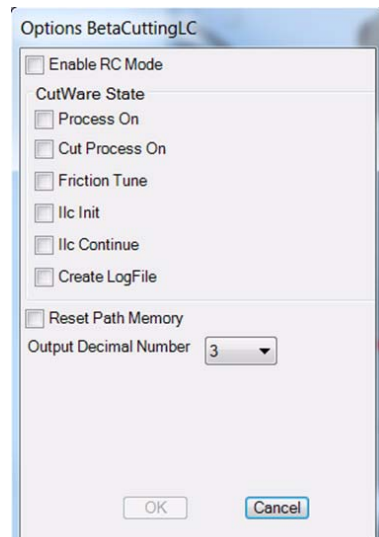 Options BetaCuttingLC
Enable RC Mode
CutWare State
Process On
Cut Process On
Friction Tune
Ilc Init
Ilc Continue
Create LogFile
Reset Path Memory
Output Decimal Number 3
OK Cancel